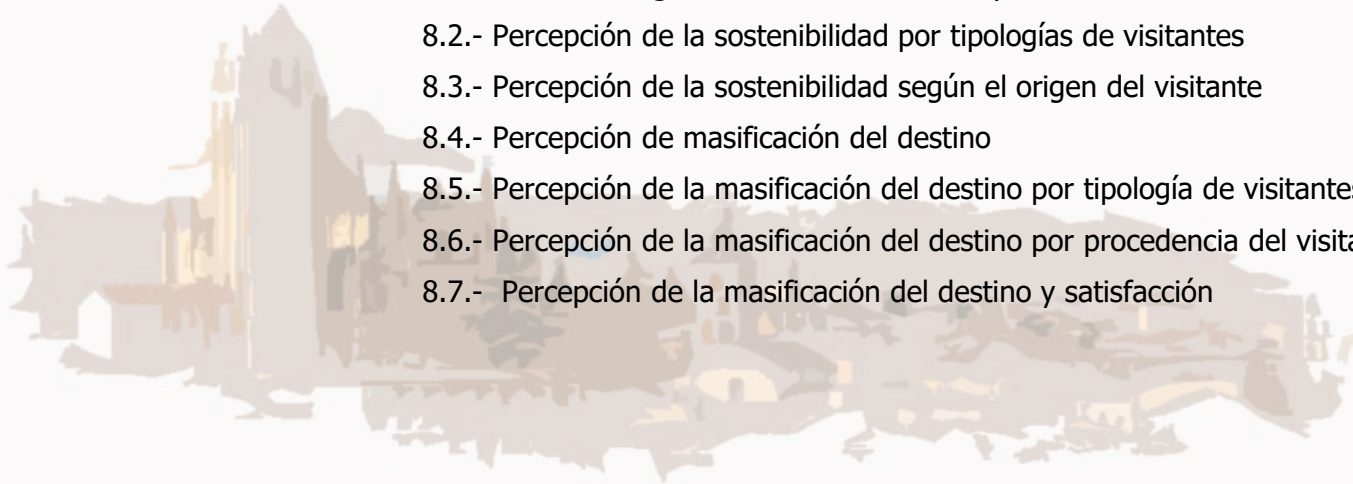 8.2.- Percepción de la sostenibilidad por tipologías de visitantes
8.3.- Percepción de la sostenibilidad según el origen del visitante
8.4.- Percepción de masificación del destino
8.5.- Percepción de la masificación del destino por tipología de
8.6.- Percepción de la masificación del destino por procedencia del
8.7.- Percepción de la masificación del destino y satisfacción